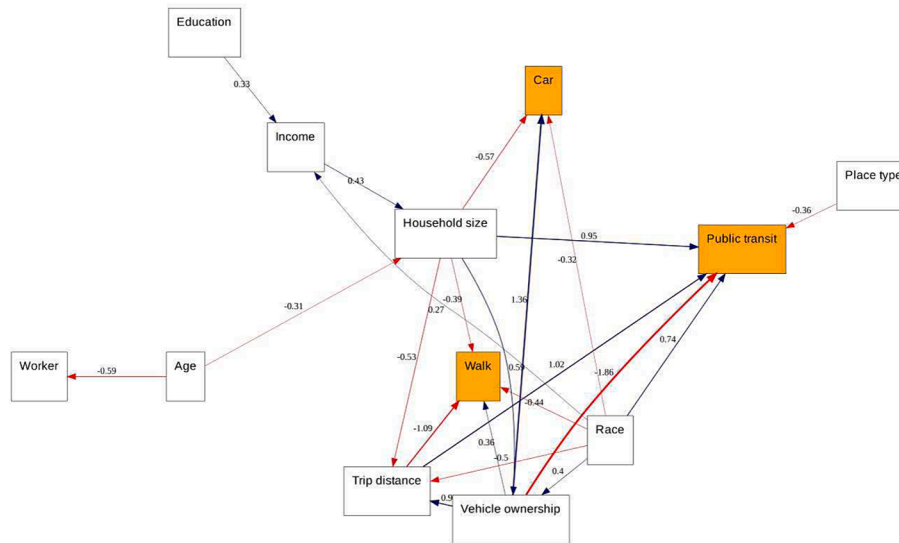 Education
Car
0.33
Income
-0.57
Place type
0.43
-0.36
Household size
Public transit
0.95
-0.32
-0.39
1.36
-0.31
0.27
0.74
-0.53
Worker
-0.59
Age
Walk
0.59
1.02
-1.86
-0.44
-1.09
Race
0.36
-0.5
0.4
Trip distance
0.9
Vehicle ownership